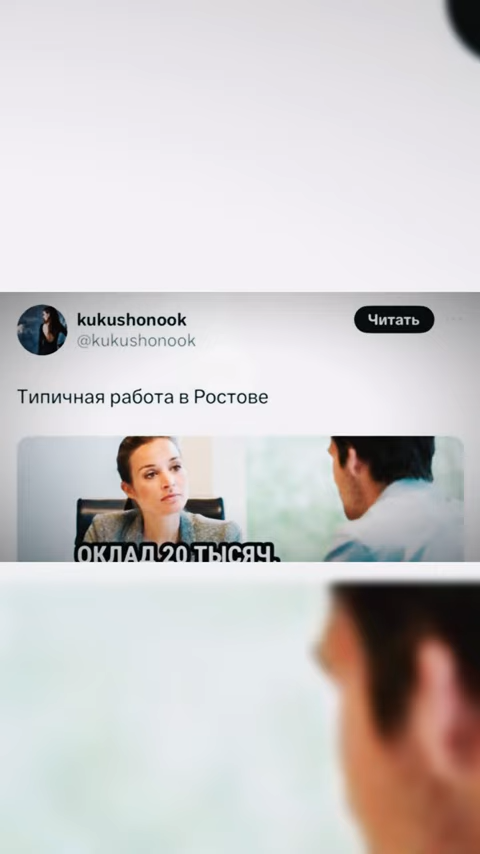 kukushonook
Читать
@kukushonook
Типичная работа в Ростове
ОКЛАД 20 ТЫСЯЧ,